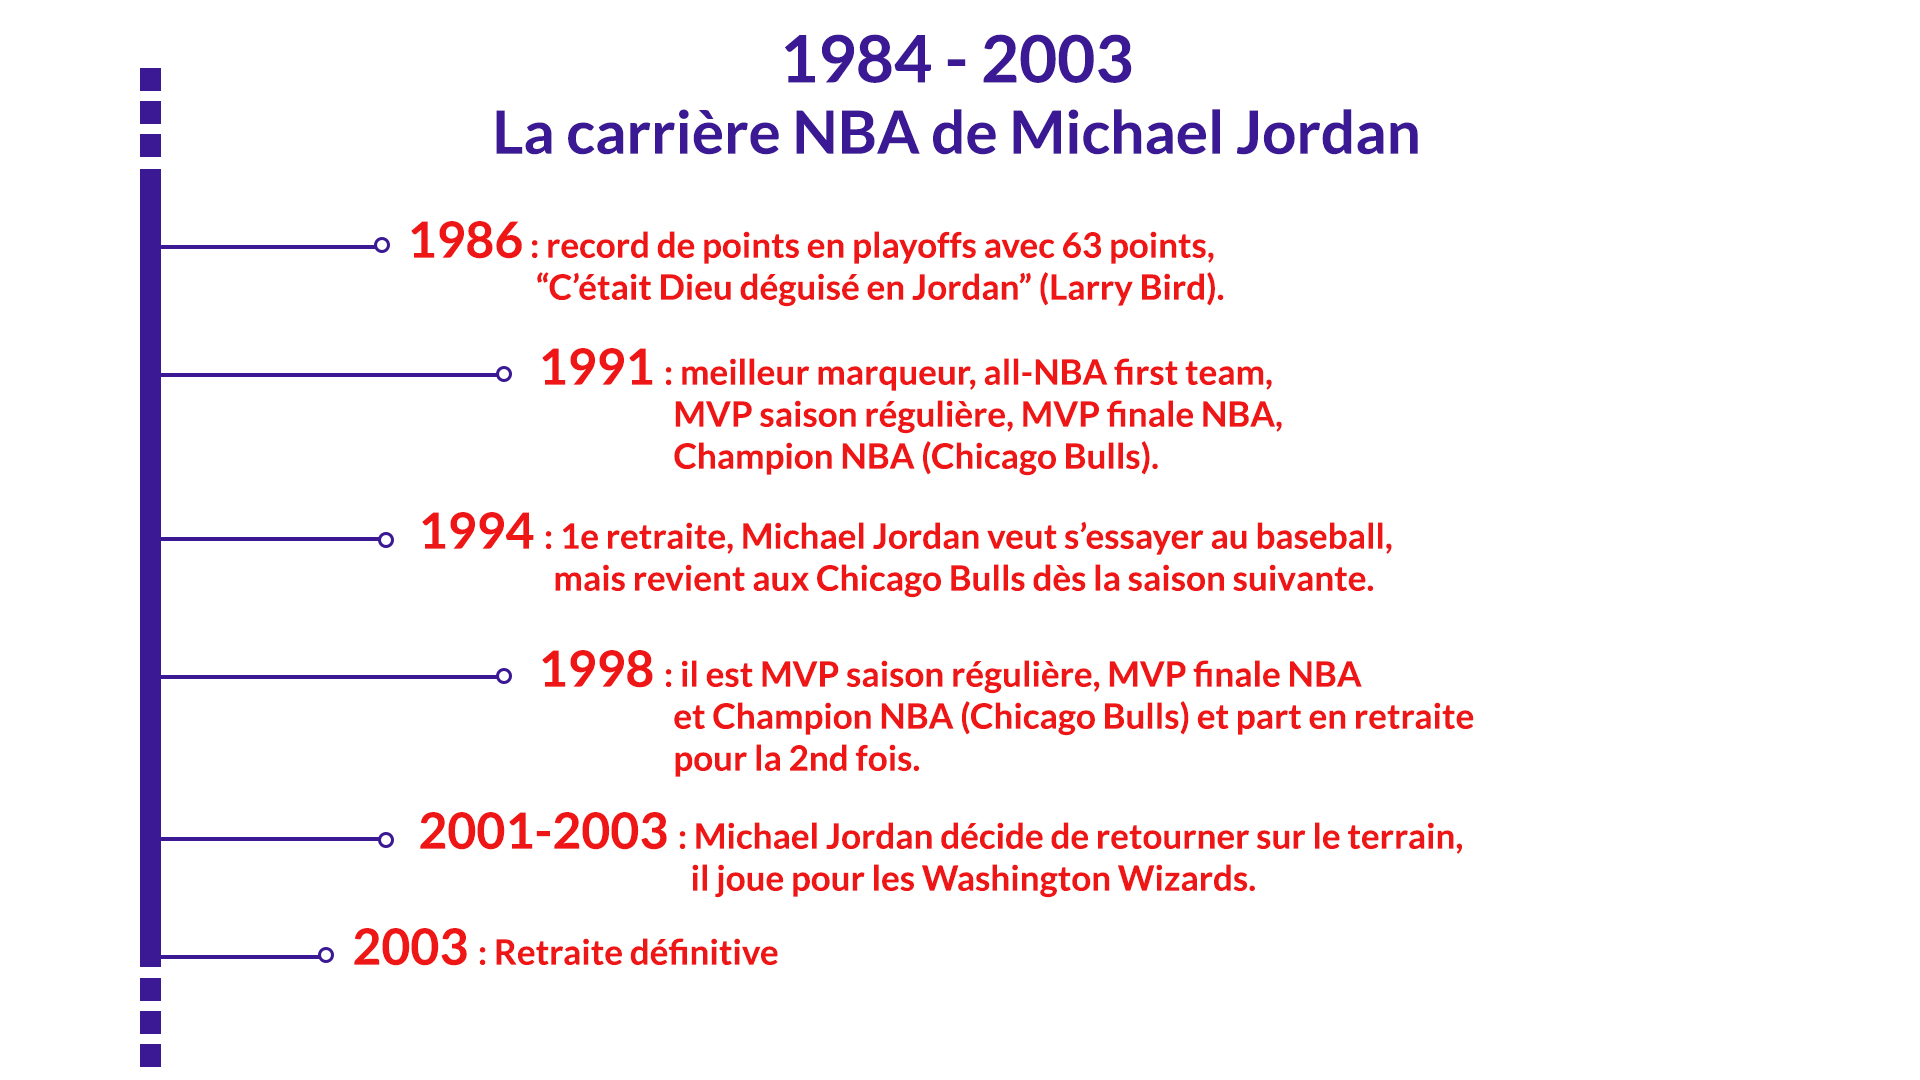 1984 - 2003
La carrière NBA de Michael Jordan
1986 : record de points en playoffs avec 63 points,
“C’était Dieu déguisé en Jordan” (Larry Bird).
1991 : meilleur marqueur, all-NBA first team,
MVP saison régulière, MVP finale NBA,
Champion NBA (Chicago Bulls).
1994 : 1e retraite, Michael Jordan veut s’essayer au baseball,
mais revient aux Chicago Bulls dès la saison suivante.
1998 : il est MVP saison régulière, MVP finale NBA
et Champion NBA (Chicago Bulls) et part en retraite
pour la 2nd fois.
2001-2003 : Michael Jordan décide de retourner sur le terrain,
il joue pour les Washington Wizards.
2003 : Retraite définitive